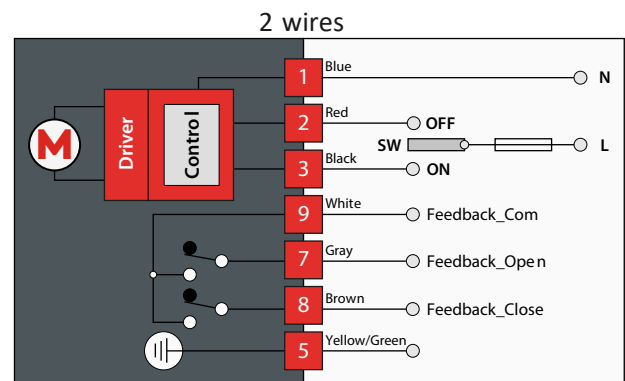 2 wires
1 Blue N
2 Red OFF
SW L
3 Black ON
9 White Feedback_Com
7 Gray Feedback_Open
8 Brown Feedback_Close
5 Yellow/Green
M
Driver
Control